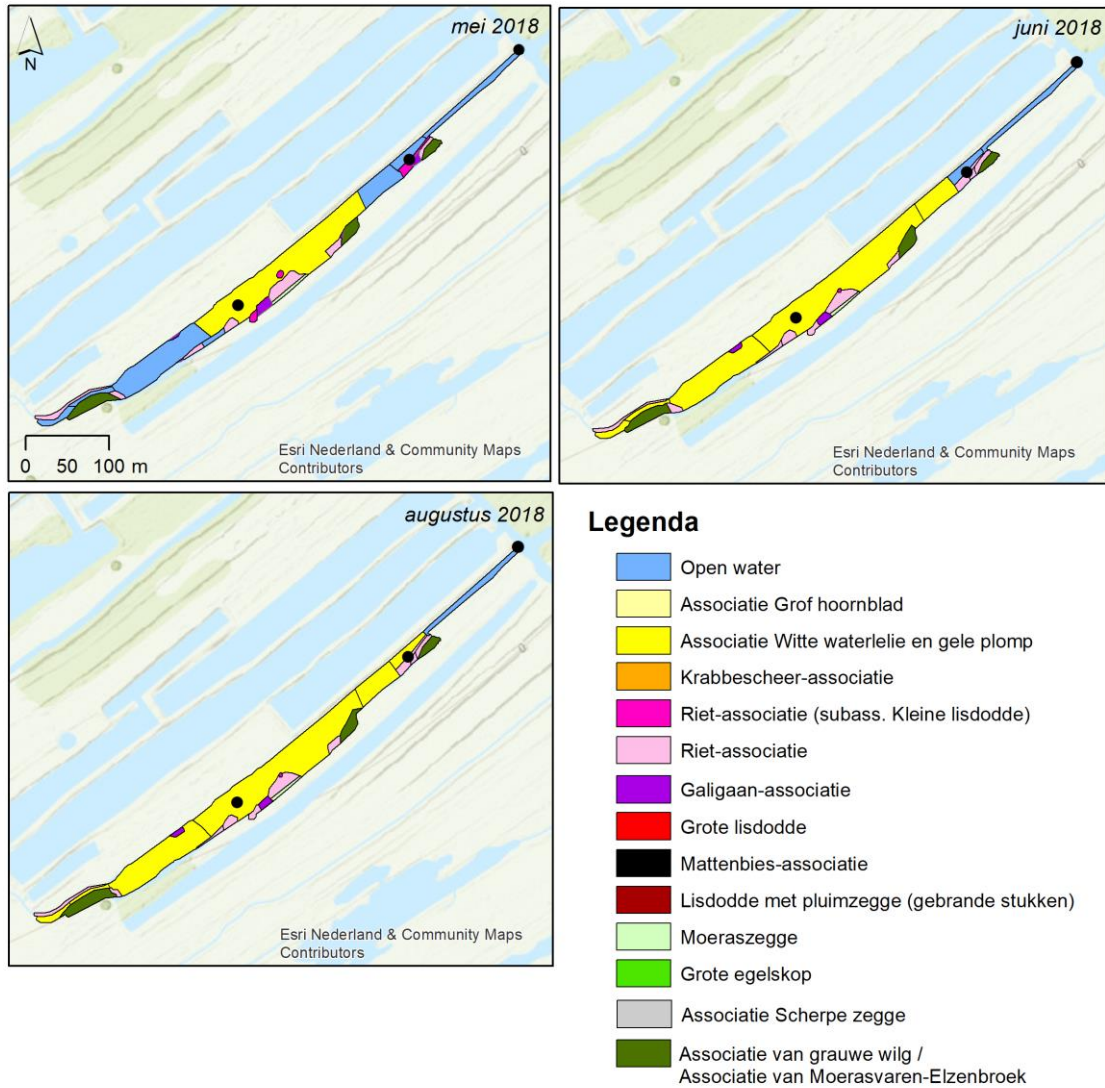 mei 2018
N
0 50 100 m
Esri Nederland & Community Maps
Contributors
juni 2018
Esri Nederland & Community Maps
Contributors
augustus 2018
Esri Nederland & Community Maps
Contributors
Legenda
Open water
Associatie Grof hoornblad
Associatie Witte waterlelie en gele plomp
Krabbescheer-associatie
Riet-associatie (subass. Kleine lisdodde)
Riet-associatie
Galigaan-associatie
Grote lisdodde
Mattenbies-associatie
Lisdodde met pluimzegge (gebrande stukken)
Moeraszegge
Grote egelskop
Associatie Scherpe zegge
Associatie van grauwe wilg /
Associatie van Moerasvaren-Elzenbroek